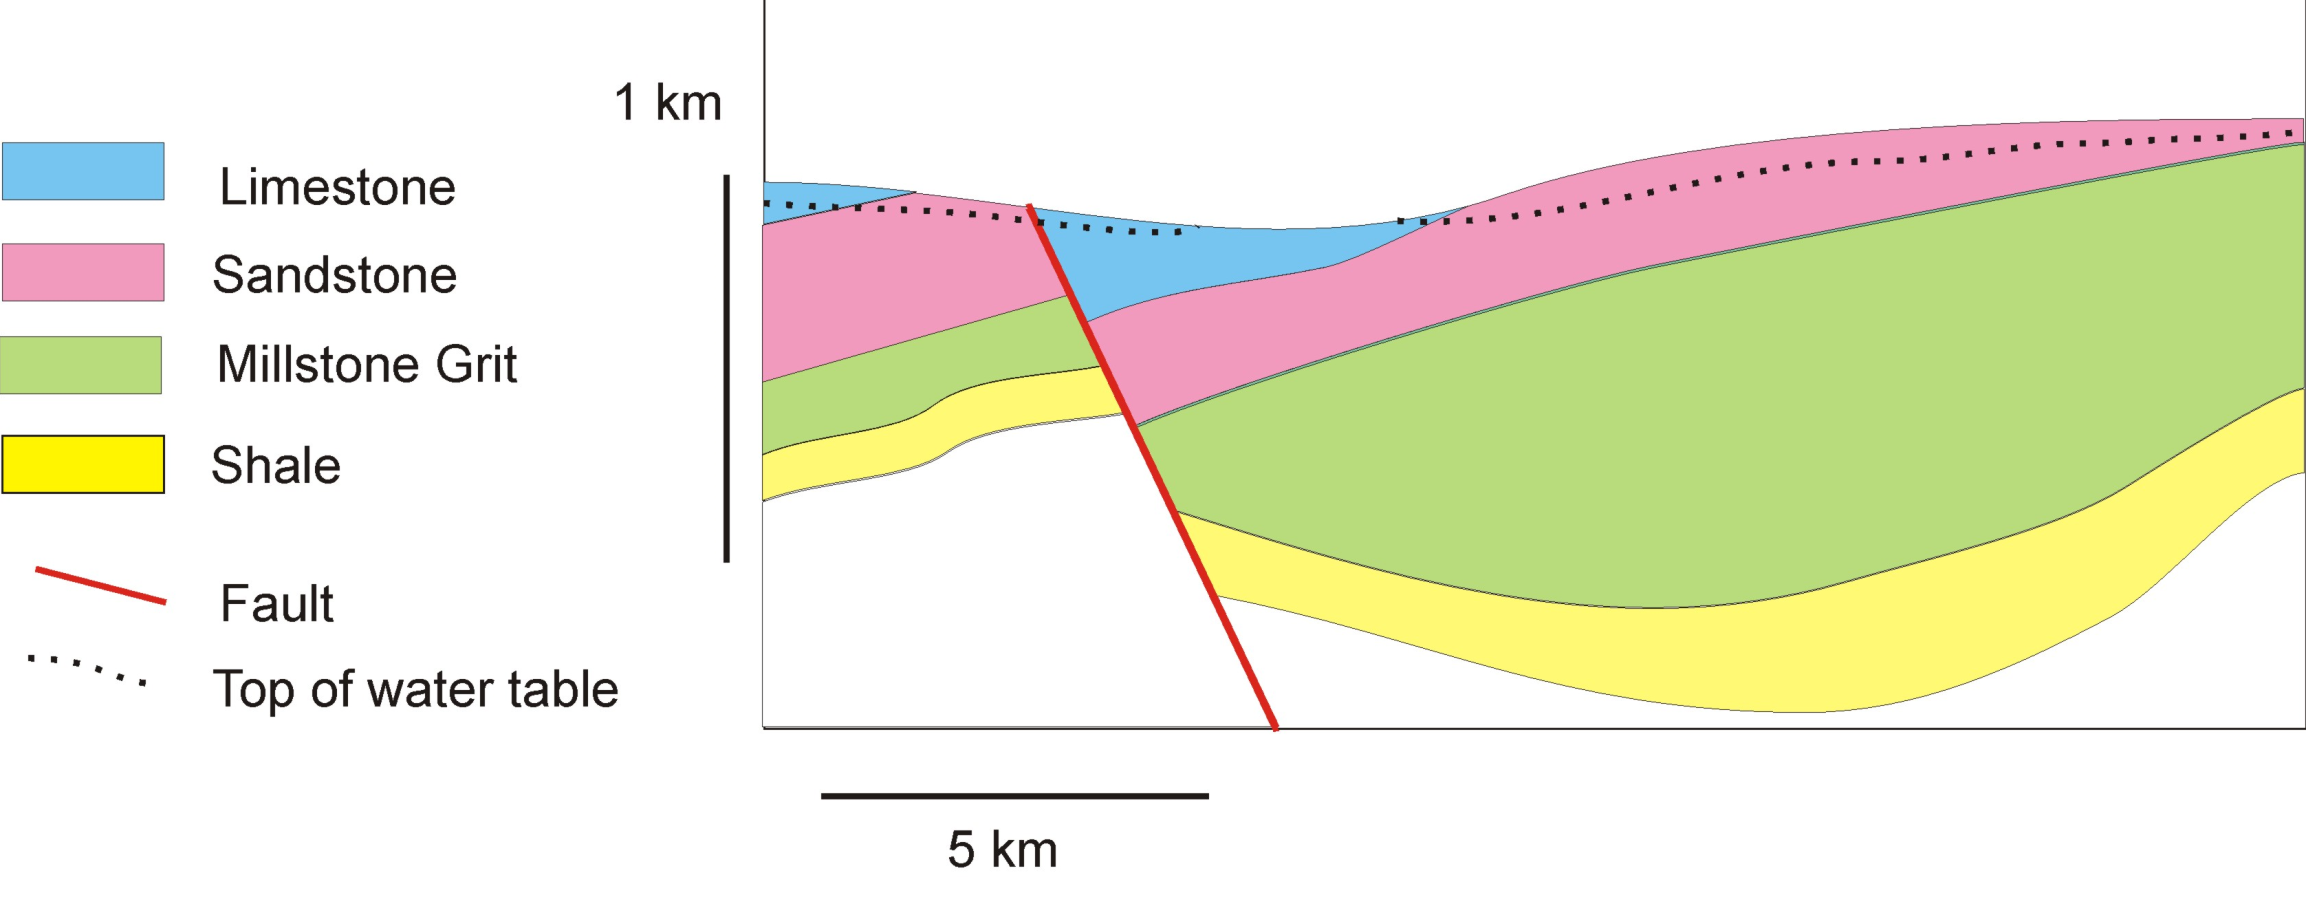 1 km
Limestone
Sandstone
Millstone Grit
Shale
Fault
Top of water table
5 km